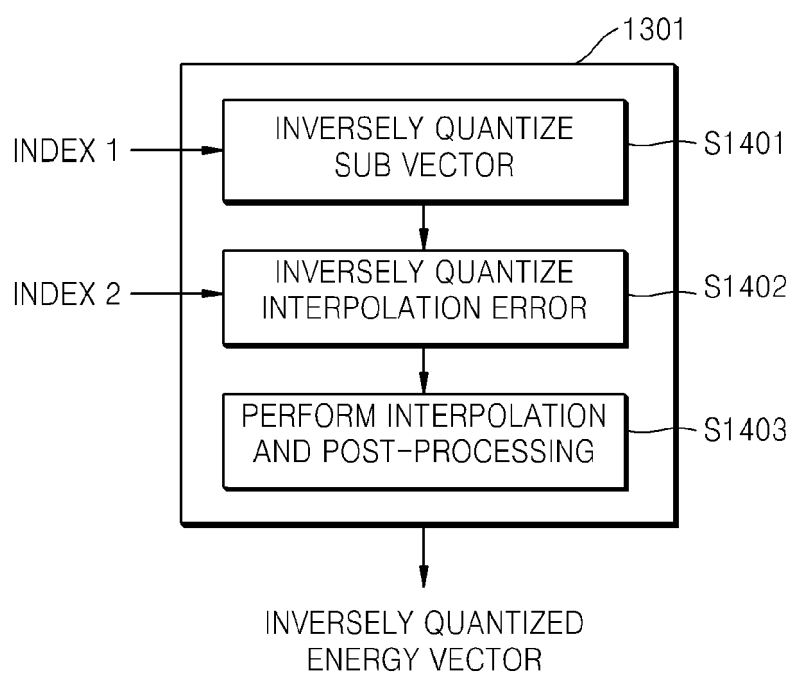 1301
INVERSELY QUANTIZE
SUB VECTOR
INDEX 1
S1401
INVERSELY QUANTIZE
INTERPOLATION ERROR
INDEX 2
S1402
PERFORM INTERPOLATION
AND POST-PROCESSING
S1403
INVERSELY QUANTIZED
ENERGY VECTOR